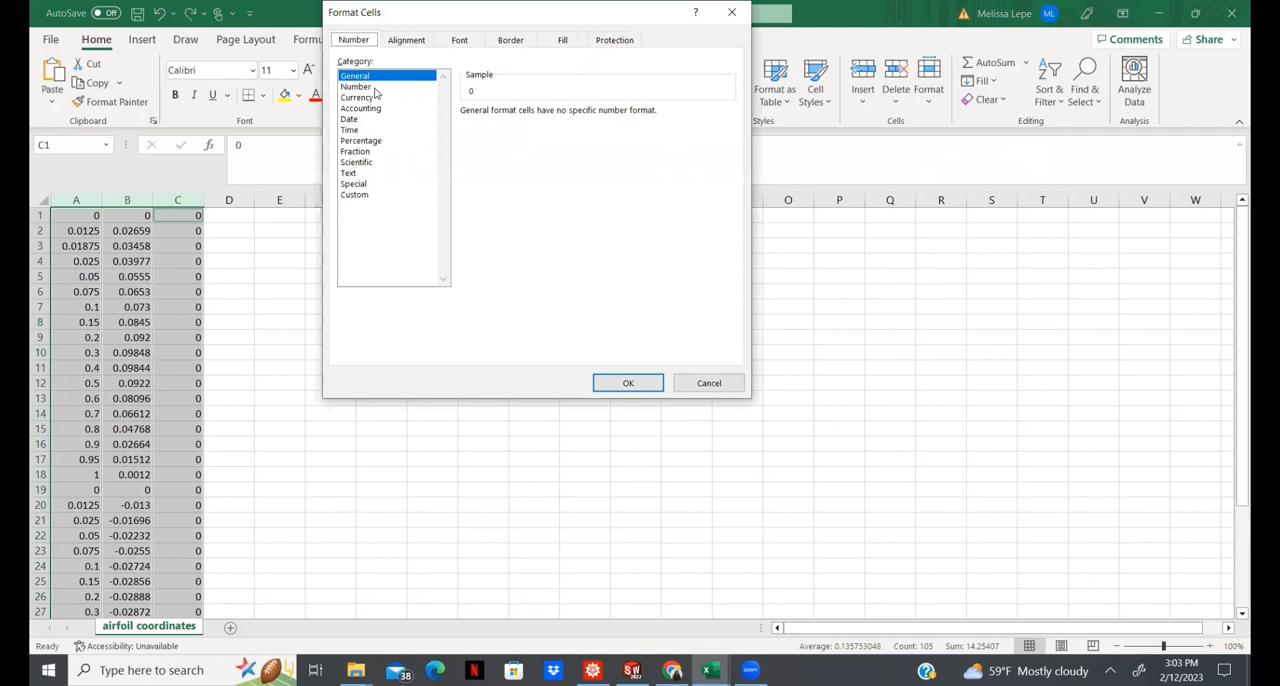 AutoSave Off
Format Cells ? ×
Melissa Lepe ML
File Home Insert Draw Page Layout Formu
Comments Share
Number Alignment Font Border Fill Protection
Cut
Copy
Format Painter
Paste
Clipboard
Calibri 11 A
B I U A
Font
Category:
General
Number
Currency
Accounting
Date
Time
Percentage
Fraction
Scientific
Text
Special
Custom
Sample
0
General format cells have no specific number format.
OK Cancel
Format as
Table
Cell
Styles
Styles
Insert Delete Format
Cells
AutoSum
Fill
Clear
Sort &
Filter
Find &
Select
Editing
Analyze
Data
Analysis
C1 fx 0
A B C D E O P Q R S T U V W
1 0 0 0
2 0.0125 0.02659 0
3 0.01875 0.03458 0
4 0.025 0.03977 0
5 0.05 0.0555 0
6 0.075 0.0653 0
7 0.1 0.073 0
8 0.15 0.0845 0
9 0.2 0.092 0
10 0.3 0.09848 0
11 0.4 0.09844 0
12 0.5 0.0922 0
13 0.6 0.08096 0
14 0.7 0.06612 0
15 0.8 0.04768 0
16 0.9 0.02664 0
17 0.95 0.01512 0
18 1 0.0012 0
19 0 0 0
20 0.0125 -0.013 0
21 0.025 -0.01696 0
22 0.05 -0.02232 0
23 0.075 -0.0255 0
24 0.1 -0.02724 0
25 0.15 -0.02856 0
26 0.2 -0.02888 0
27 0.3 -0.02872 0
airfoil coordinates
Ready Accessibility: Unavailable Average: 0.135753048 Count: 105 Sum: 14.25407 100%
Type here to search 38 N SW 2022 zoom 59°F Mostly cloudy 3:03 PM
2/12/2023